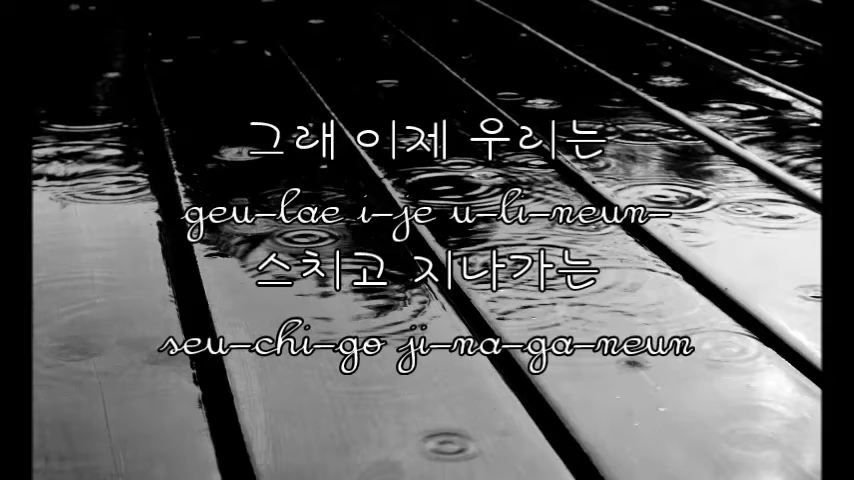 그래 이제 우리는
geu-lae i-je u-li-neun-
스치고 지나가는
seu-chi-go ji-na-ga-neun